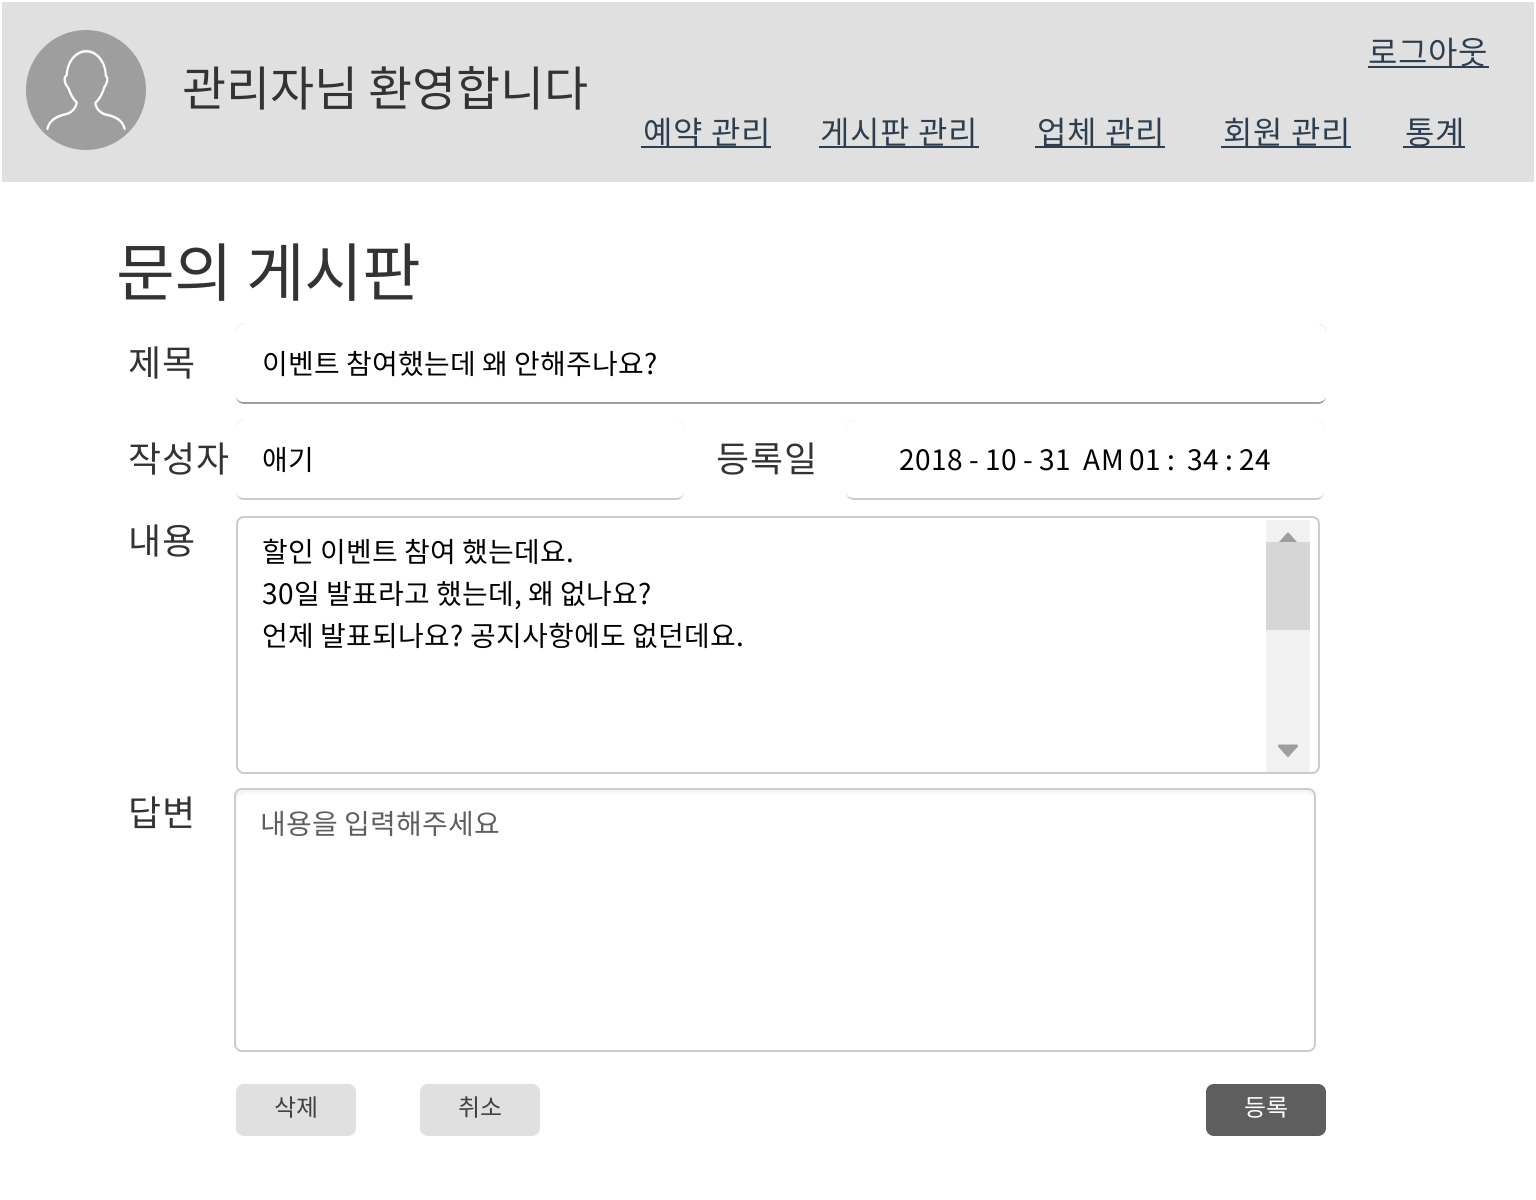 로그아웃
관리자님 환영합니다
예약 관리 게시판 관리 업체 관리 회원 관리 통계
문의 게시판
제목 이벤트 참여했는데 왜 안해주나요?
작성자 애기 등록일 2018 - 10 - 31 AM 01 : 34 : 24
내용 할인 이벤트 참여 했는데요.
30일 발표라고 했는데, 왜 없나요?
언제 발표되나요? 공지사항에도 없던데요.
답변 내용을 입력해주세요
삭제 취소 등록